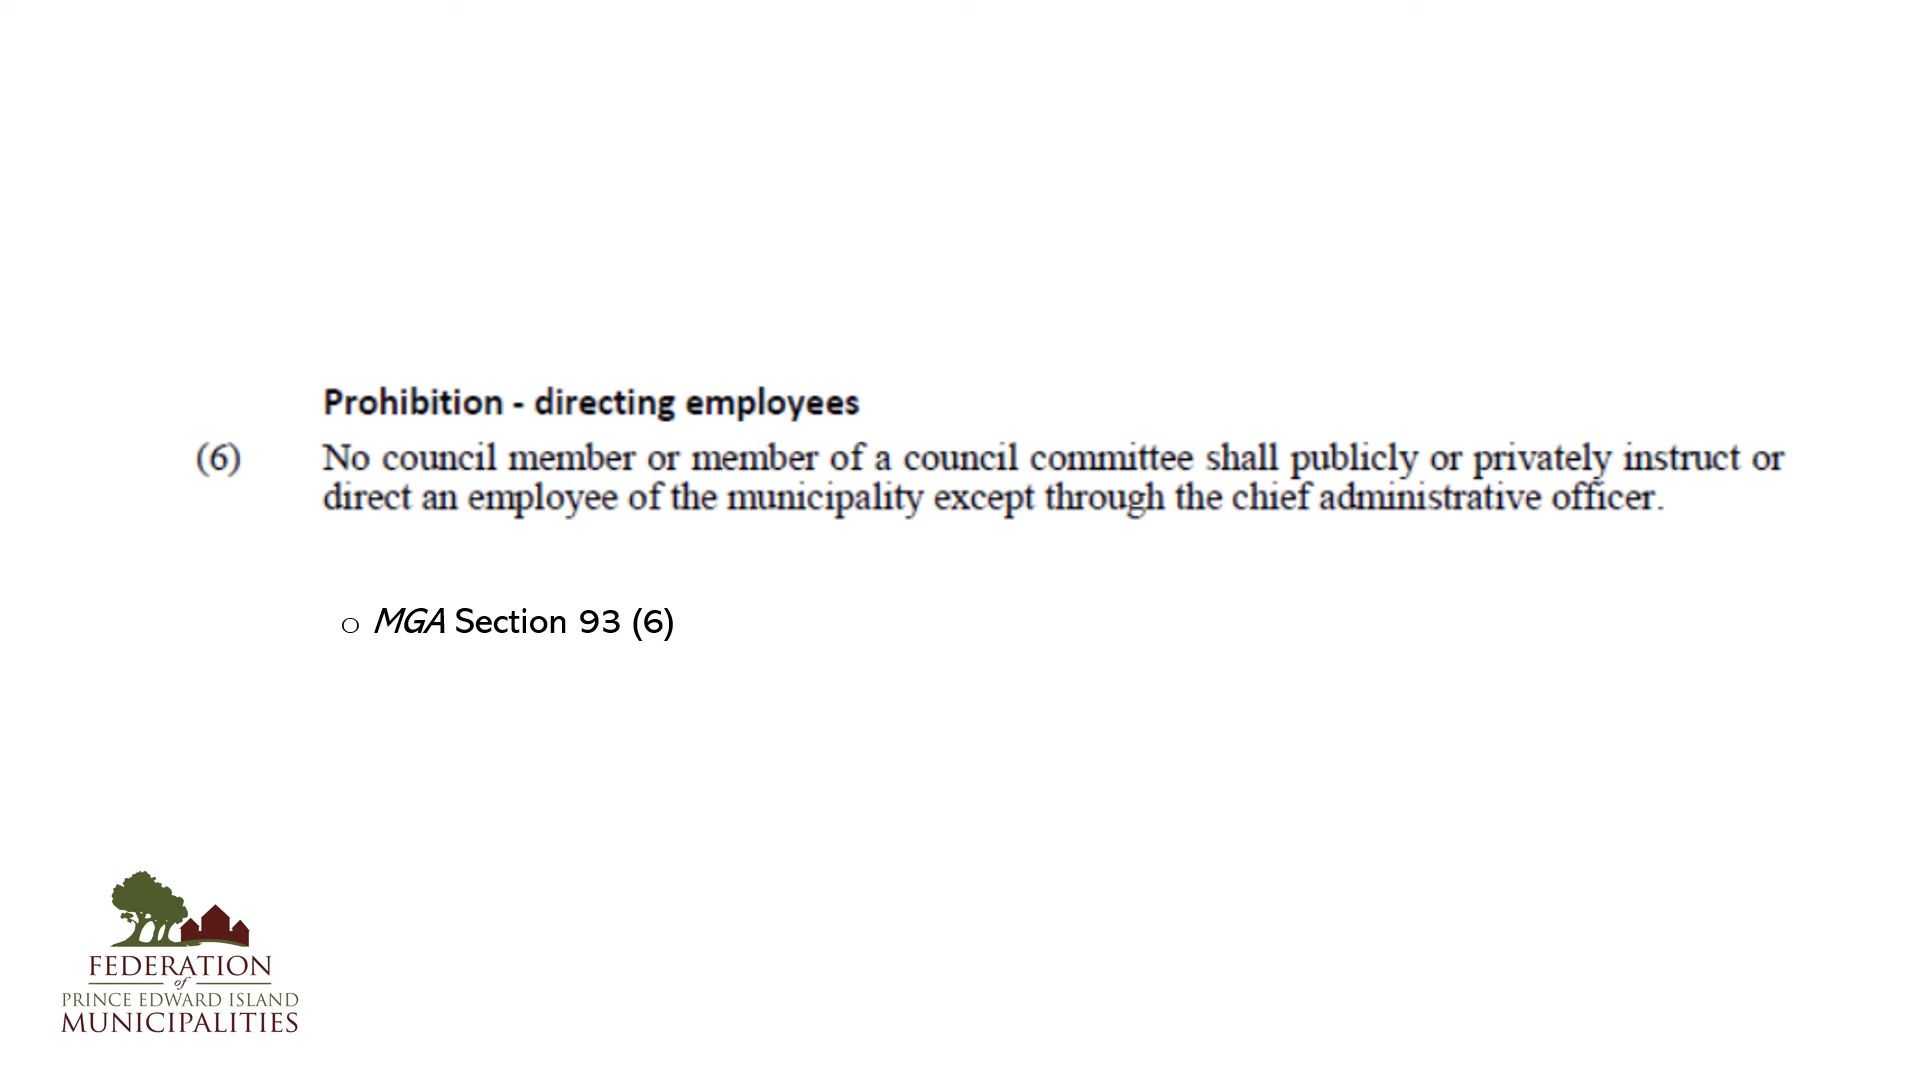 Prohibition - directing employees
(6) No council member or member of a council committee shall publicly or privately instruct or
direct an employee of the municipality except through the chief administrative officer.
o MGA Section 93 (6)
FEDERATION
of
PRINCE EDWARD ISLAND
MUNICIPALITIES